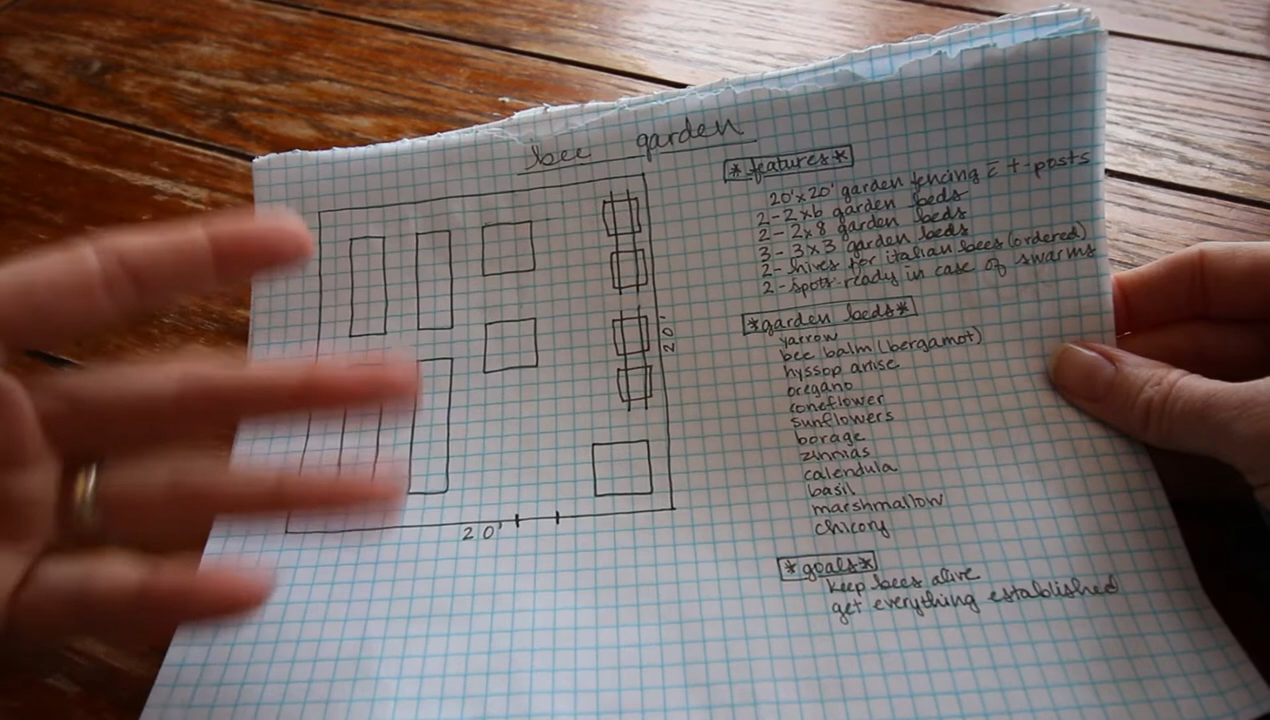 bee garden
*features*
20'x20' garden fencing c̄ t-posts
2-2x6 garden beds
2-2x8 garden beds
3-3x3 garden beds
2-hives for italian bees (ordered)
2-spots ready in case of swarms
*garden beds*
yarrow
bee balm (bergamot)
hyssop anise
oregano
coneflower
sunflowers
borage
zinnias
calendula
basil
marshmallow
chicory
*goals*
keep bees alive
get everything established
20'
20'